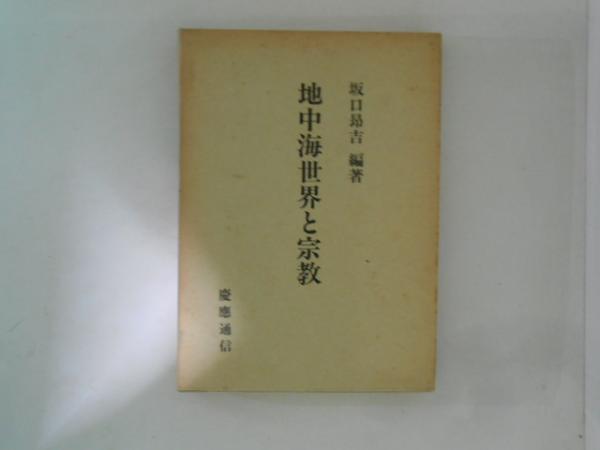 坂口昂吉 編著
地中海世界と宗教
慶應通信